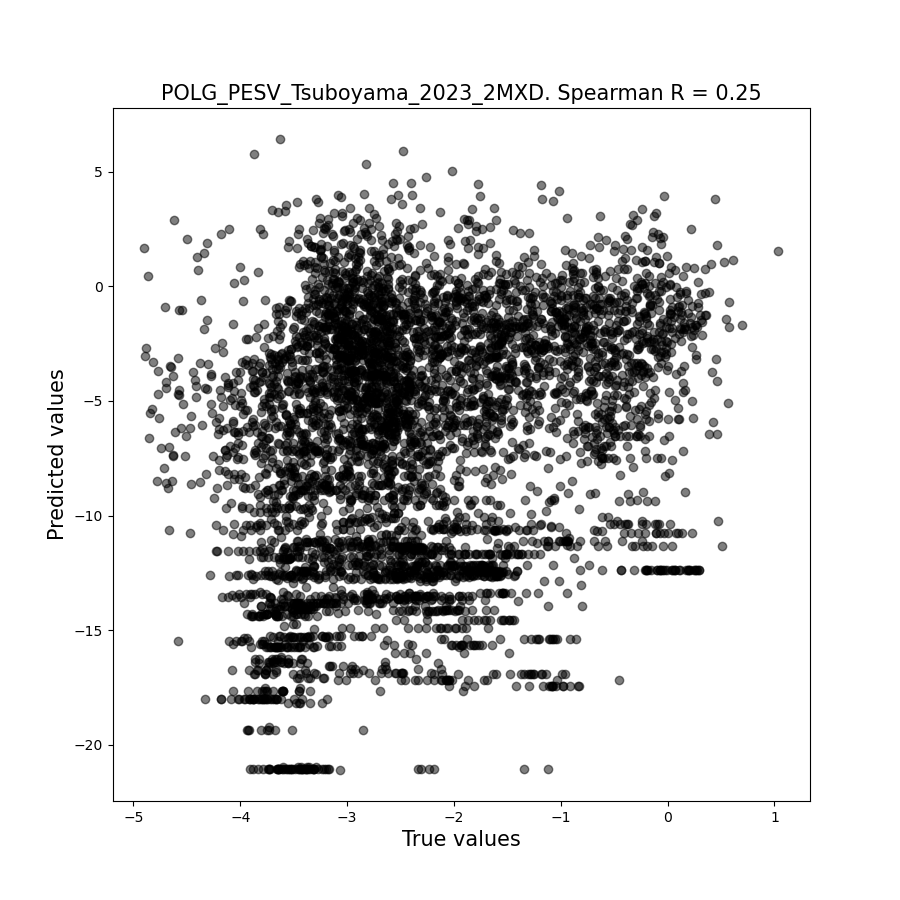 POLG_PESV_Tsuboyama_2023_2MXD. Spearman R = 0.25
5
0
−5
−10
−15
−20
Predicted values
−5 −4 −3 −2 −1 0 1
True values